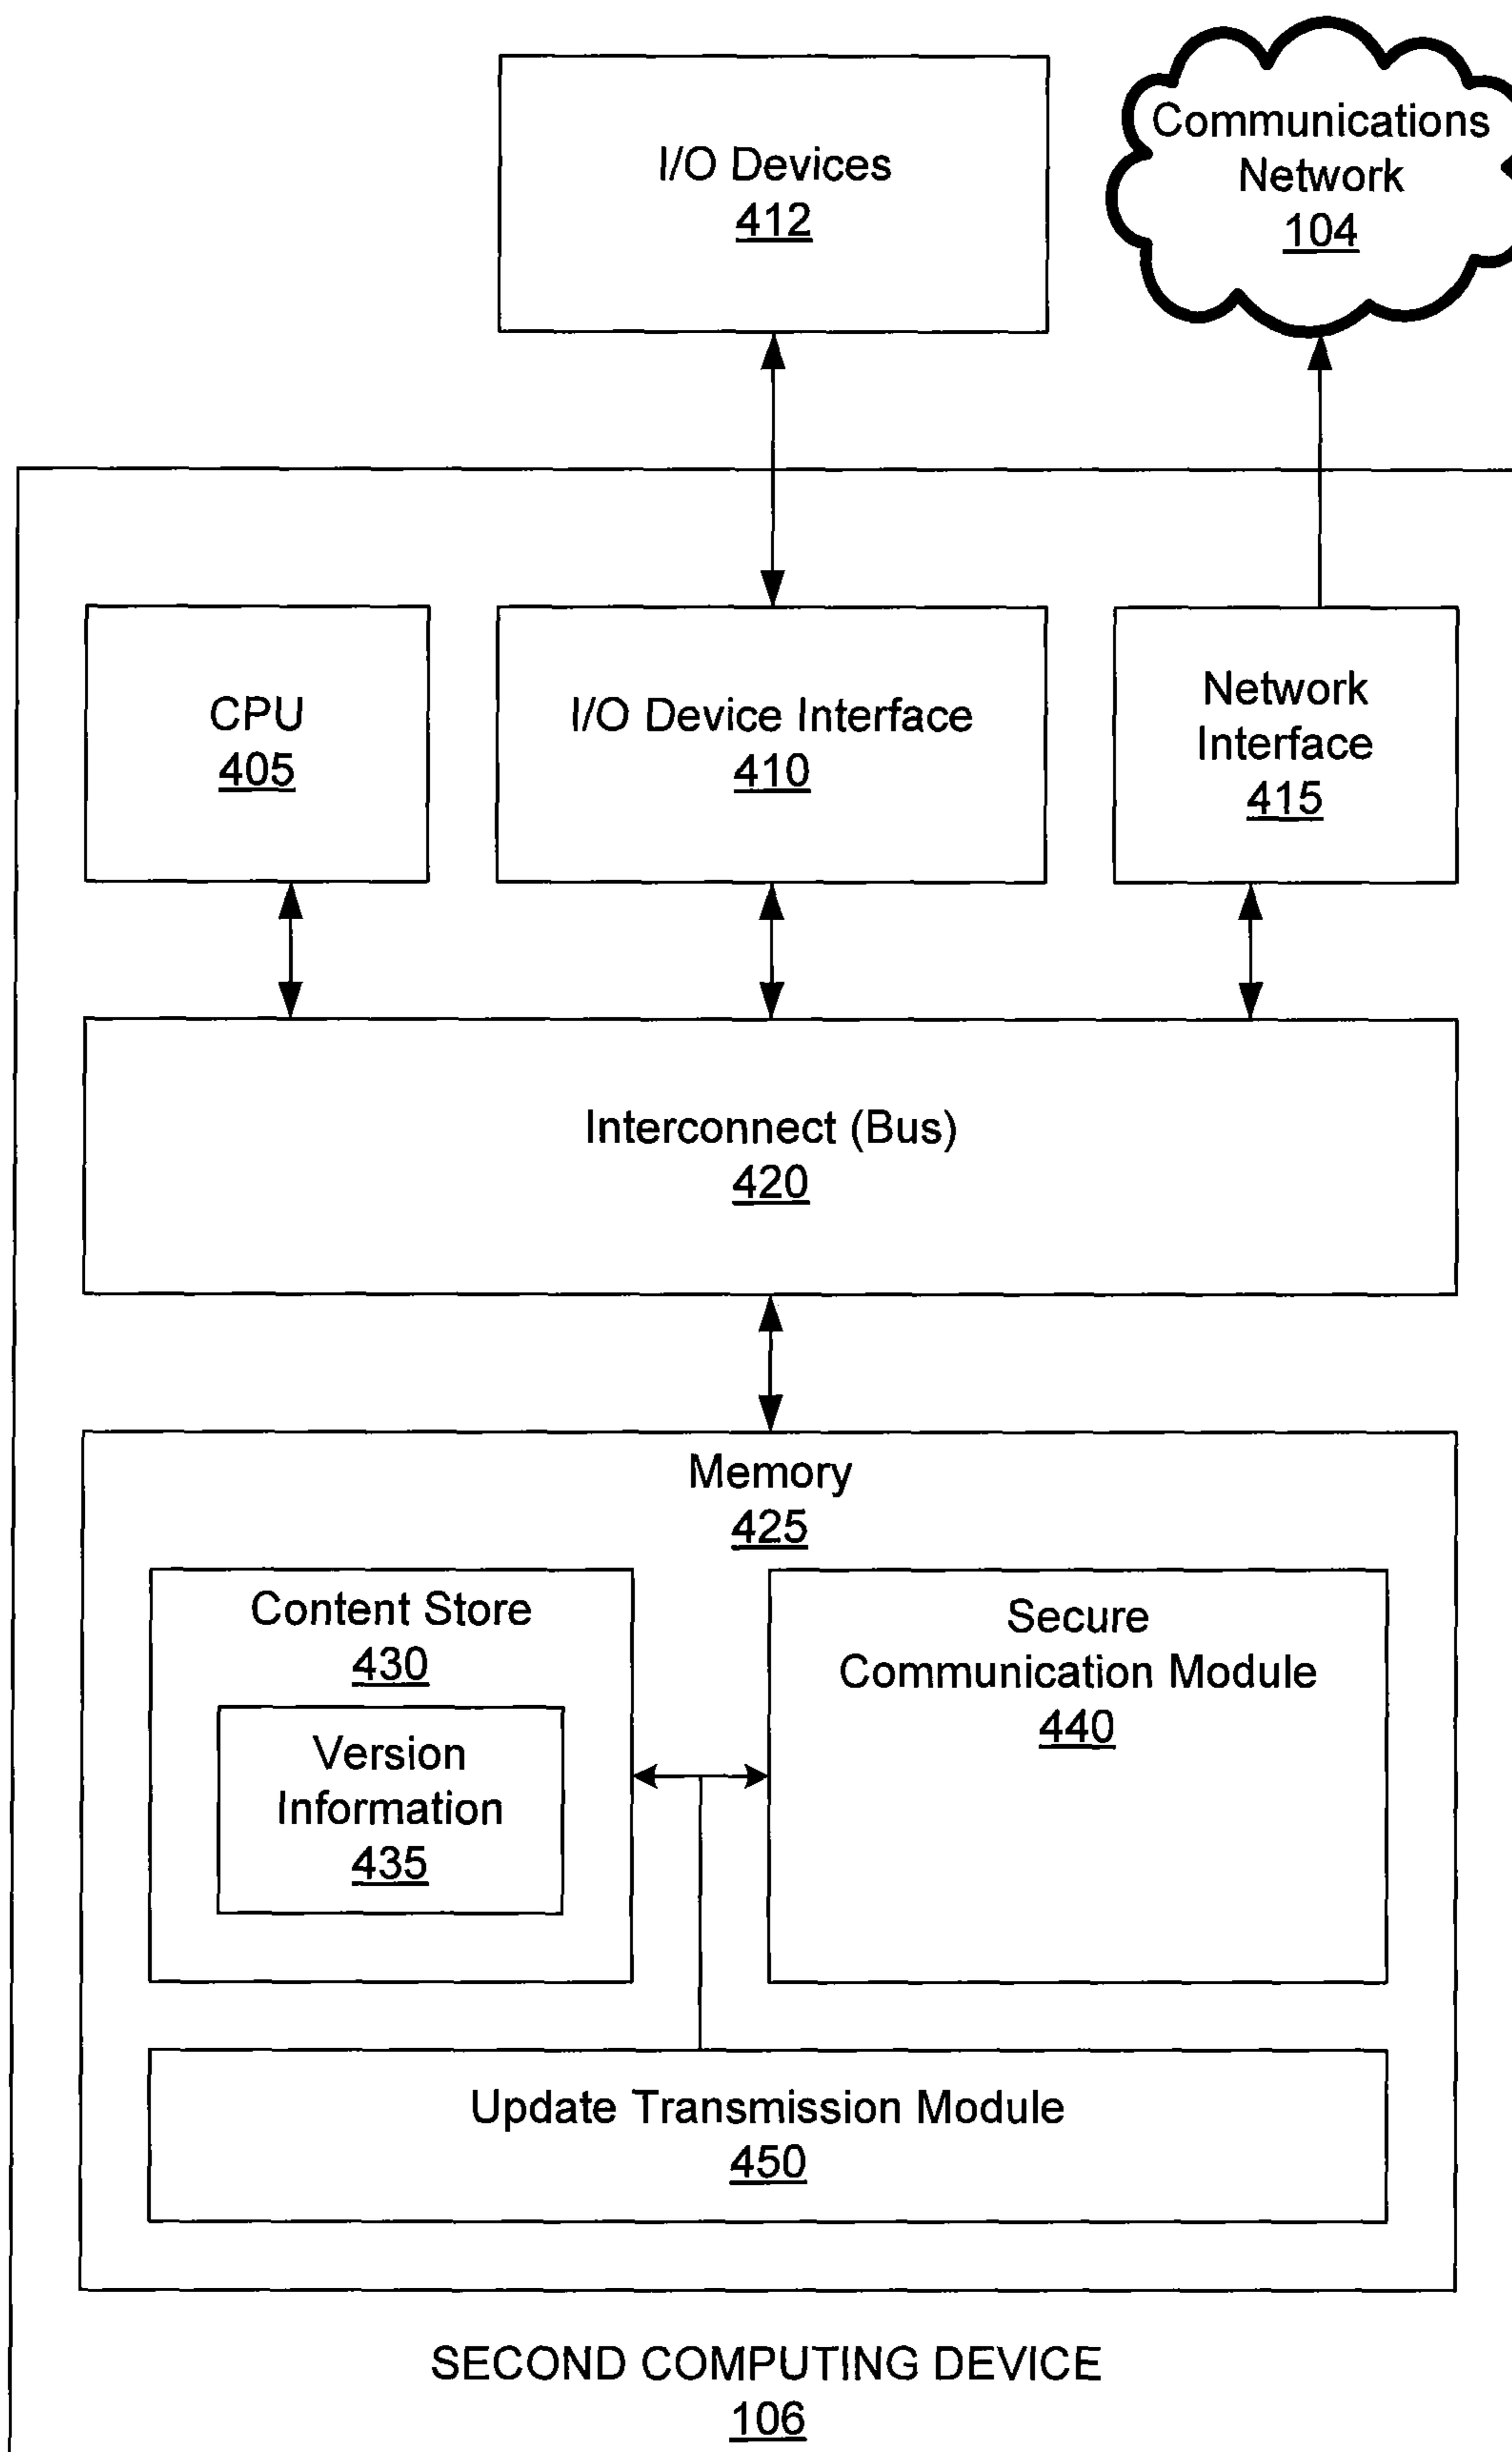 I/O Devices
412
Communications
Network
104
CPU
405
I/O Device Interface
410
Network
Interface
415
Interconnect (Bus)
420
Memory
425
Content Store
430
Version
Information
435
Secure
Communication Module
440
Update Transmission Module
450
SECOND COMPUTING DEVICE
106